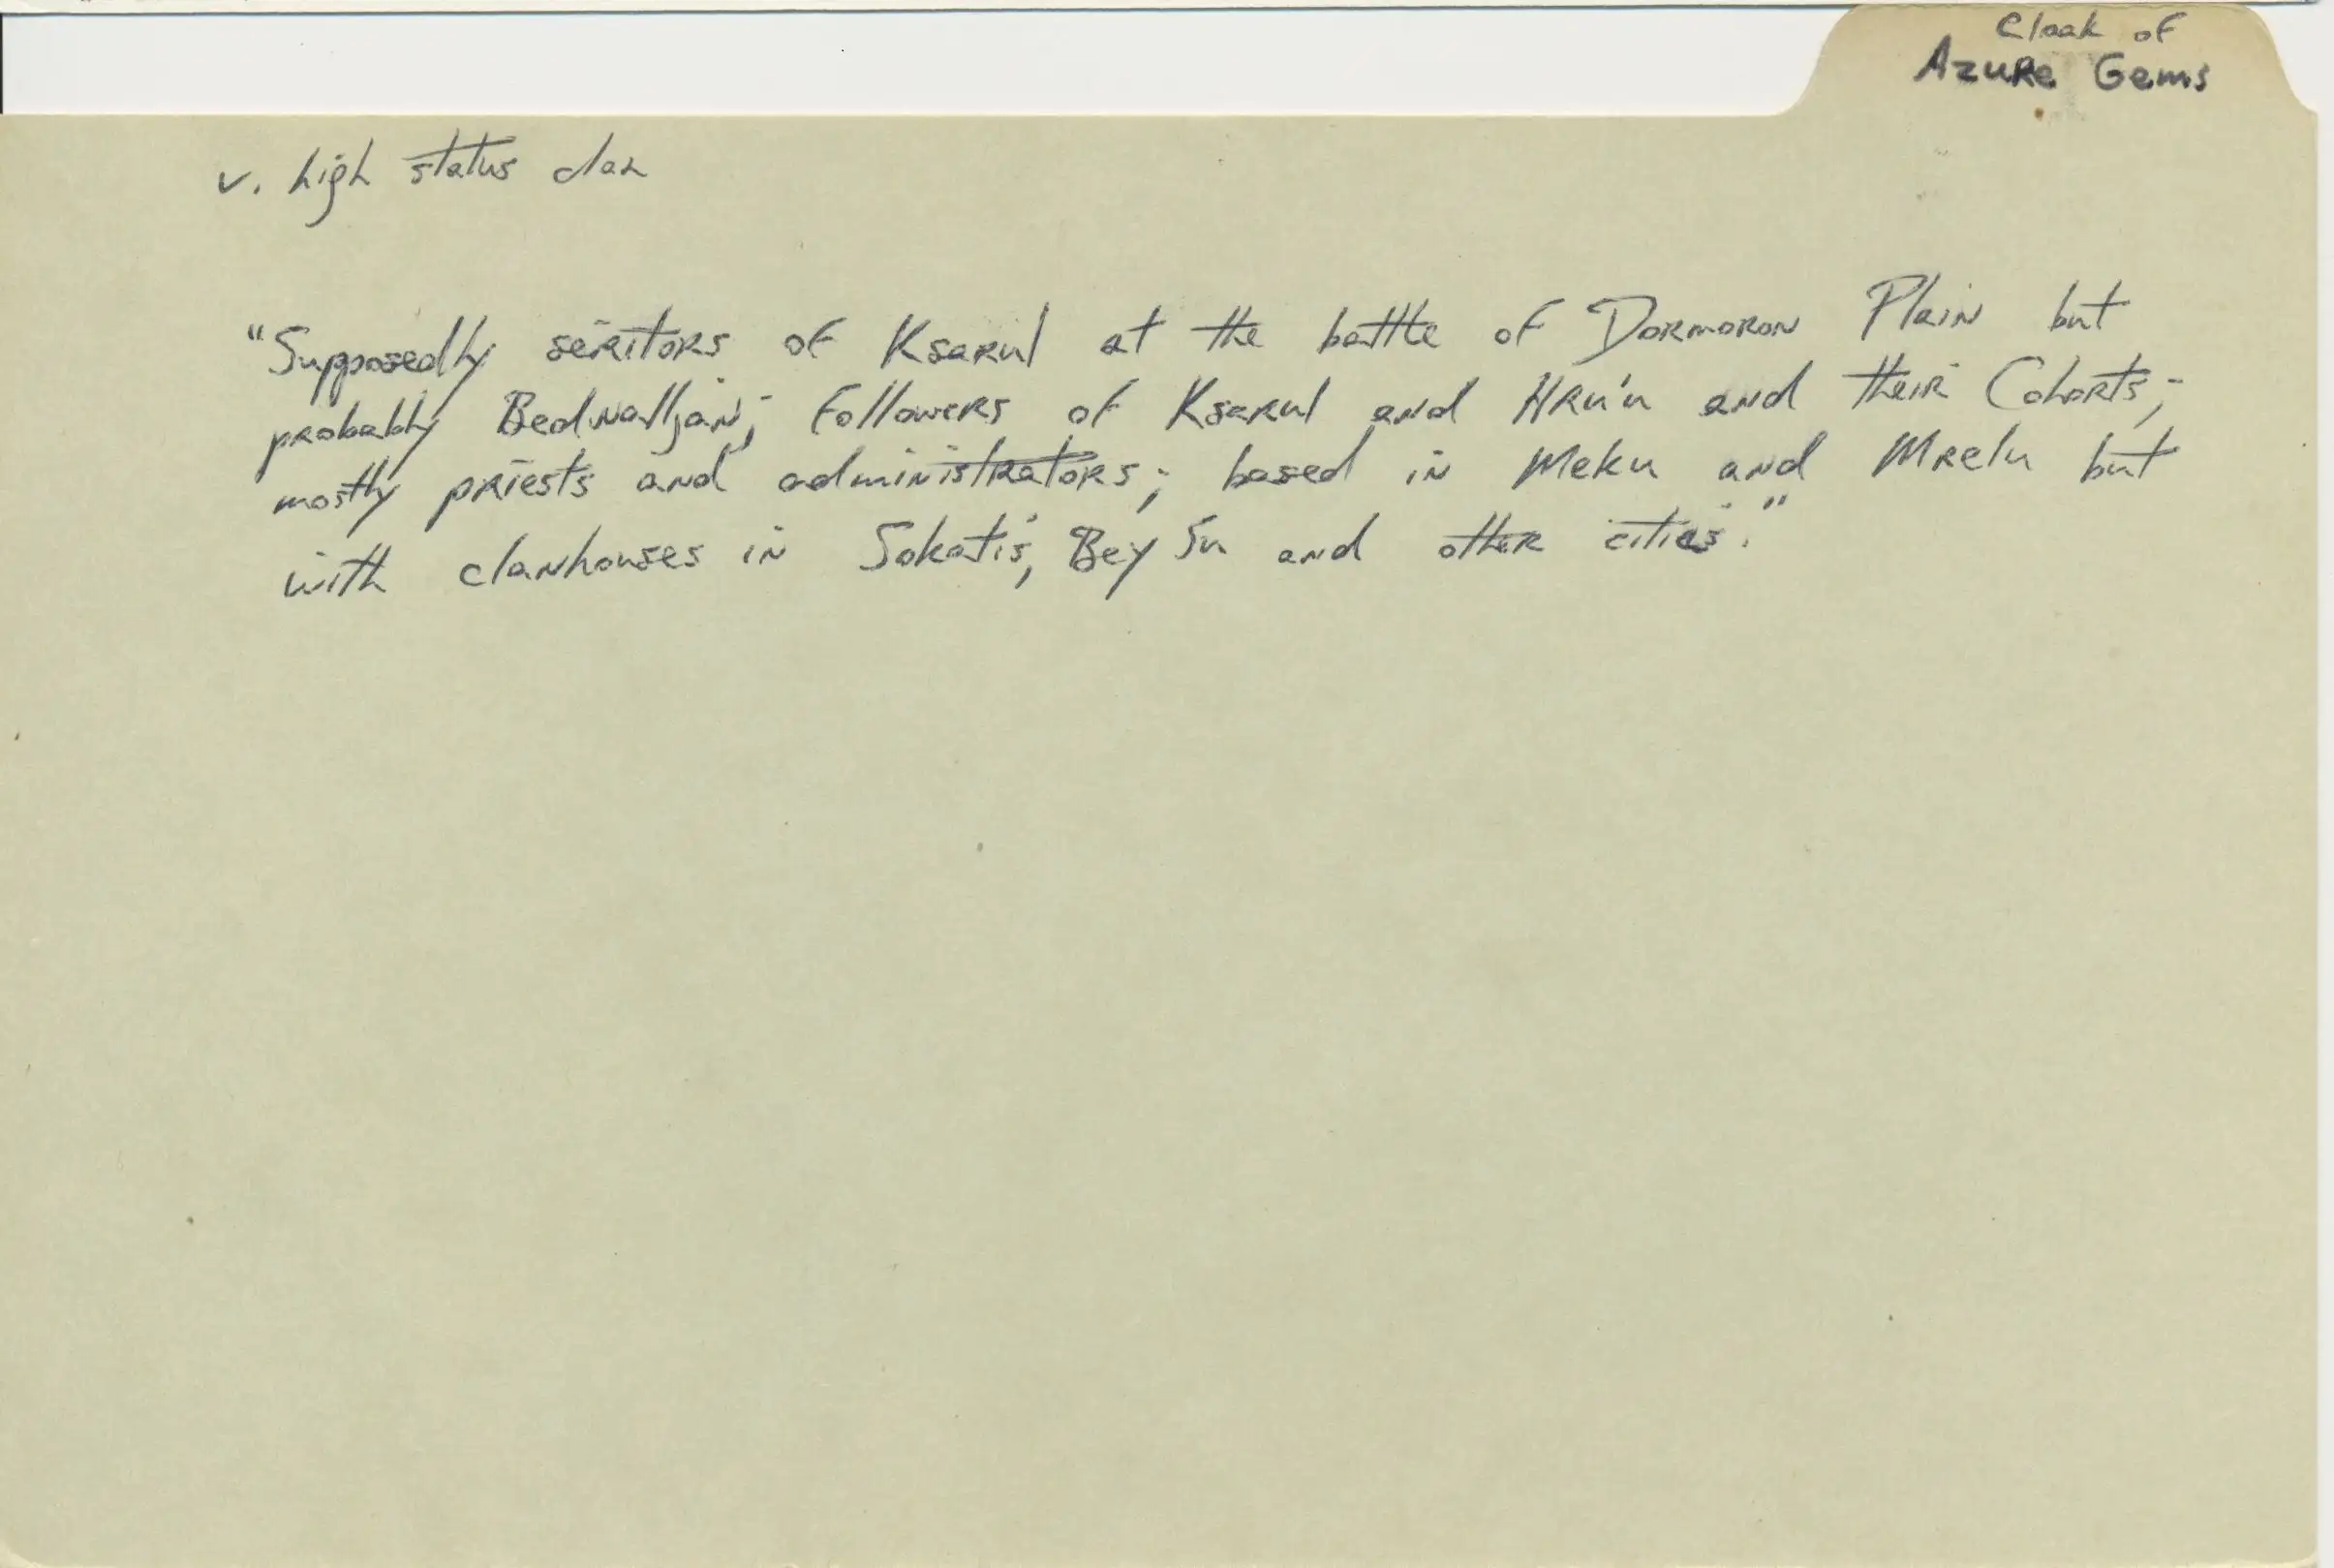 Cloak of
Azure Gems
v. high status clan
"Supposedly seritors of Ksarul at the battle of Dormoron Plain but
probably Bednalljan; followers of Ksarul and Hru'u and their Cohorts;
mostly priests and administrators; based in Meku and Mrelu but
with clanhouses in Sokatis, Bey Su and other cities."